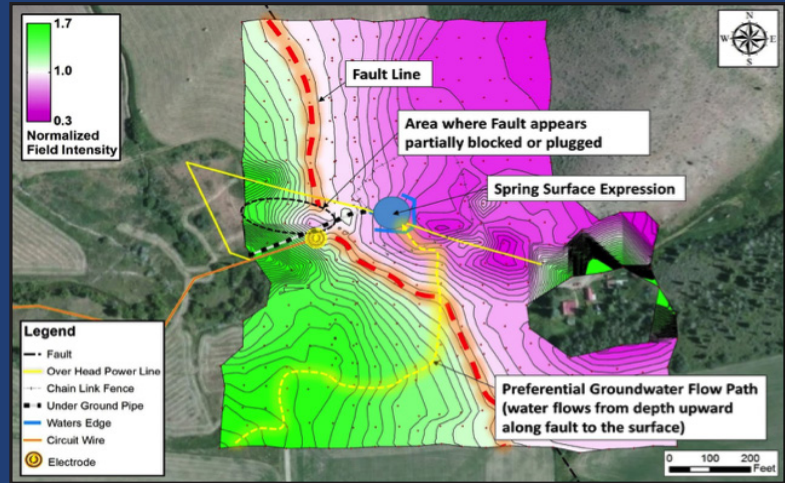 1.7
1.0
0.3
Normalized
Field Intensity
Fault Line
N
W E
S
Area where Fault appears
partially blocked or plugged
Spring Surface Expression
Legend
Fault
Over Head Power Line
Chain Link Fence
Under Ground Pipe
Waters Edge
Circuit Wire
Electrode
Preferential Groundwater Flow Path
(water flows from depth upward
along fault to the surface)
0 100 200
Feet